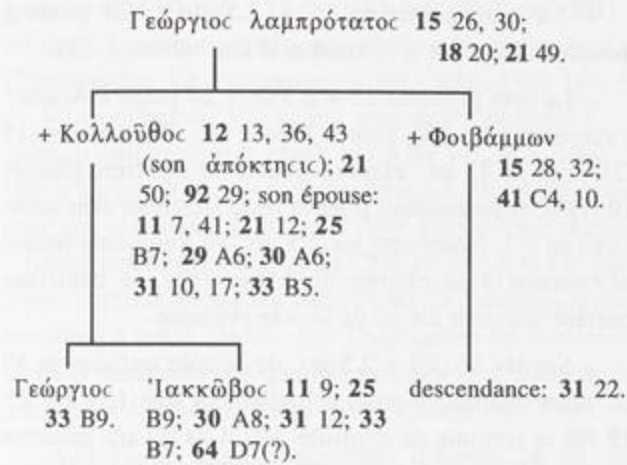 Γεώργιος λαμπρότατος 15 26, 30;
18 20; 21 49.
+ Κολλοῦθος 12 13, 36, 43
(son ἀπόκτηϲιϲ); 21
50; 92 29; son épouse:
11 7, 41; 21 12; 25
B7; 29 A6; 30 A6;
31 10, 17; 33 B5.
+ Φοιβάμμων
15 28, 32;
41 C4, 10.
Γεώργιοϲ
33 B9.
Ἰακκῶβοϲ 11 9; 25
B9; 30 A8; 31 12; 33
B7; 64 D7(?).
descendance: 31 22.